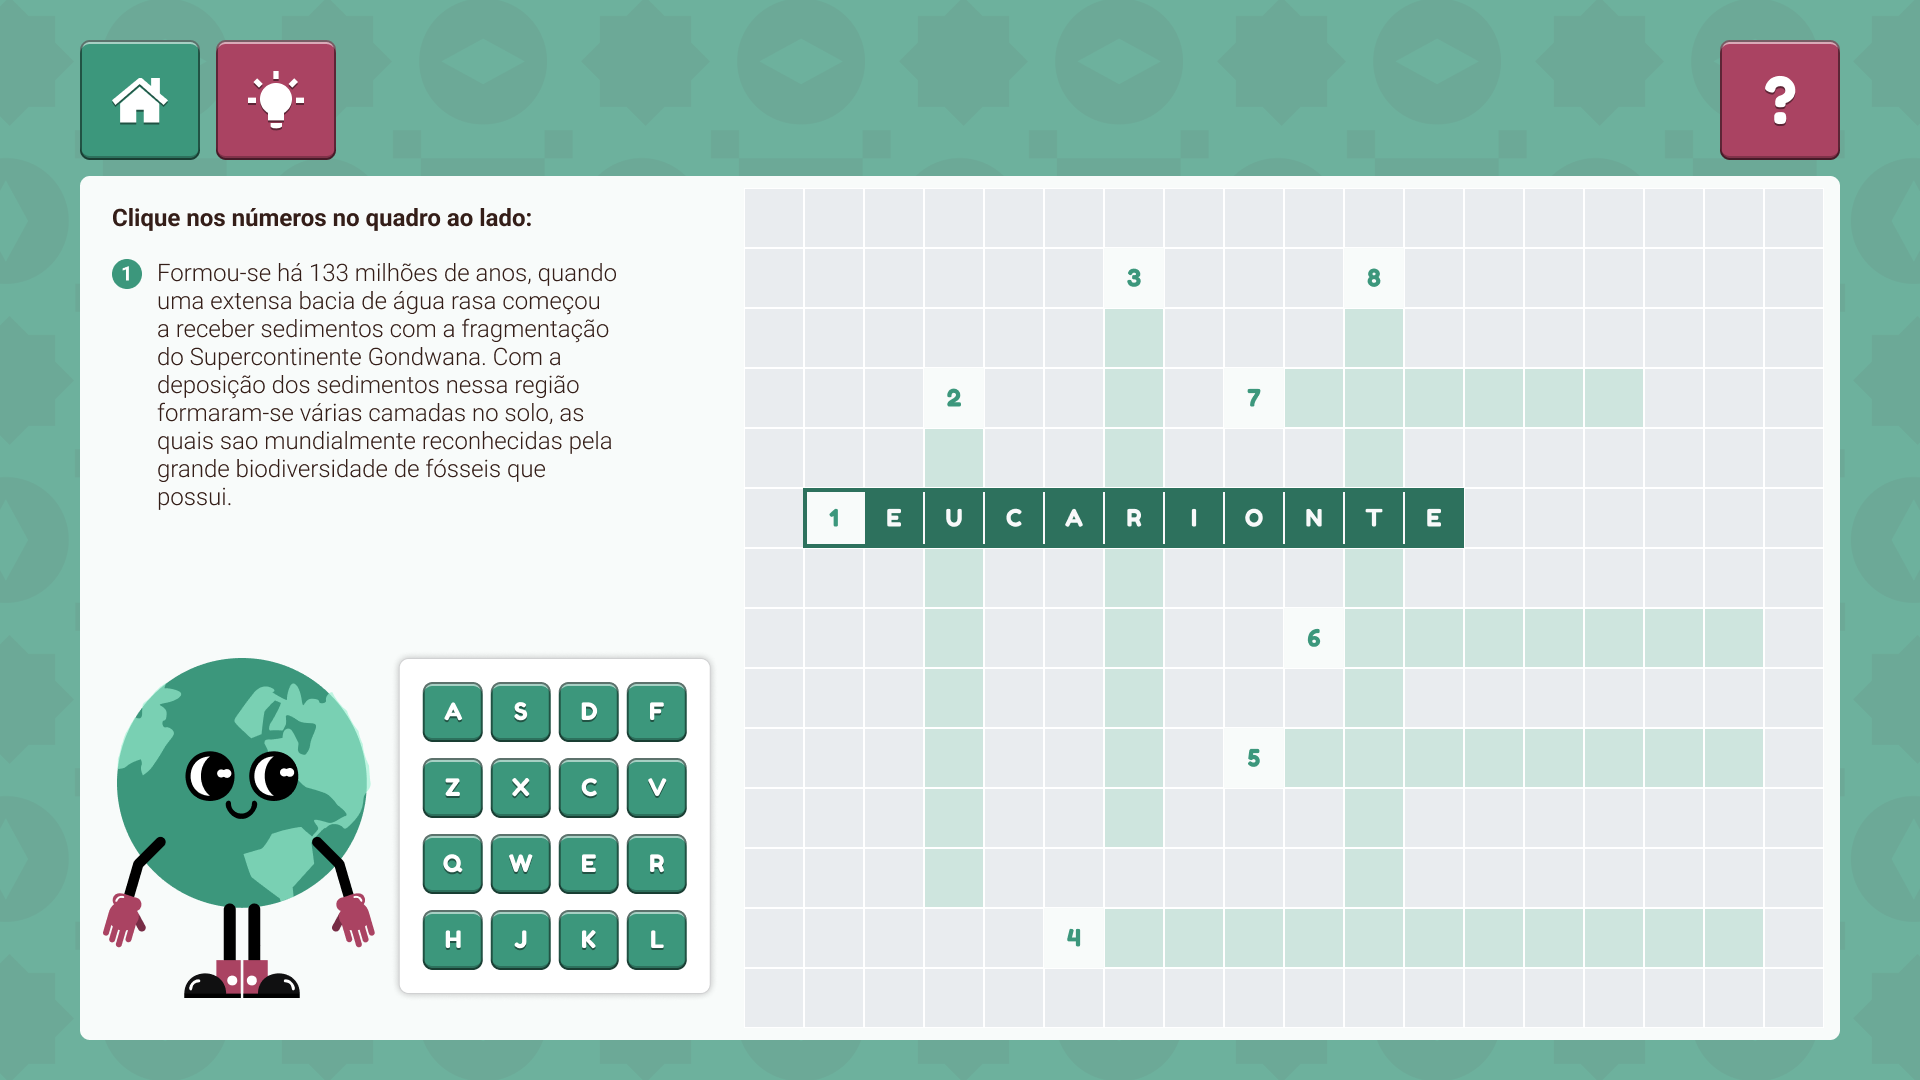 ?
Clique nos números no quadro ao lado:
1 Formou-se há 133 milhões de anos, quando
uma extensa bacia de água rasa começou
a receber sedimentos com a fragmentação
do Supercontinente Gondwana. Com a
deposição dos sedimentos nessa região
formaram-se várias camadas no solo, as
quais sao mundialmente reconhecidas pela
grande biodiversidade de fósseis que
possui.
A S D F
Z X C V
Q W E R
H J K L
3 8
2 7
1 E U C A R I O N T E
6
5
4